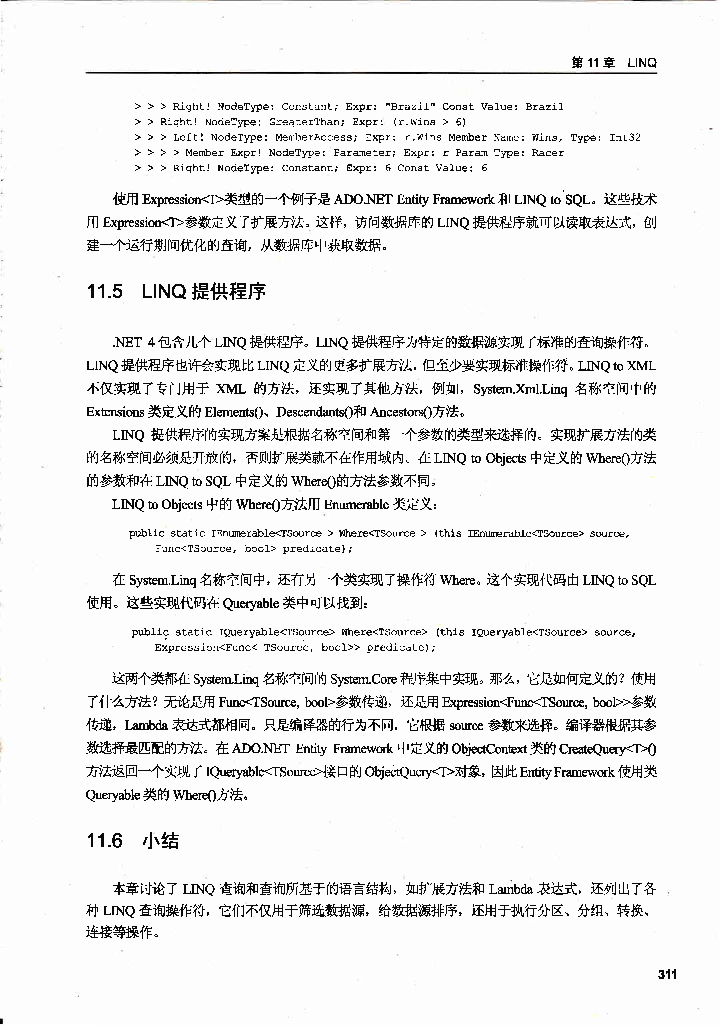 第 11 章 LINQ
> > > Right! NodeType: Constant; Expr: "Brazil" Const Value: Brazil
> > Right! NodeType: GreaterThan; Expr: (r.Wins > 6)
> > > Left! NodeType: MemberAccess; Expr: r.Wins Member Name: Wins, Type: Int32
> > > > Member Expr! NodeType: Parameter; Expr: r Param Type: Racer
> > > Right! NodeType: Constant; Expr: 6 Const Value: 6
使用 Expression<T>类型的一个例子是 ADO.NET Entity Framework 和 LINQ to SQL。这些技术
用 Expression<T>参数定义了扩展方法。这样，访问数据库的 LINQ 提供程序就可以读取表达式，创
建一个运行期间优化的查询，从数据库中获取数据。
11.5 LINQ 提供程序
.NET 4 包含几个 LINQ 提供程序。LINQ 提供程序为特定的数据源实现了标准的查询操作符。
LINQ 提供程序也许会实现比 LINQ 定义的更多扩展方法，但至少要实现标准操作符。LINQ to XML
不仅实现了专门用于 XML 的方法，还实现了其他方法，例如，System.Xml.Linq 名称空间中的
Extensions 类定义的 Elements()、Descendants()和 Ancestors()方法。
LINQ 提供程序的实现方案是根据名称空间和第一个参数的类型来选择的。实现扩展方法的类
的名称空间必须是开放的，否则扩展类就不在作用域内。在 LINQ to Objects 中定义的 Where()方法
的参数和在 LINQ to SQL 中定义的 Where()的方法参数不同。
LINQ to Objects 中的 Where()方法用 Enumerable 类定义：
public static IEnumerable<TSource > Where<TSource > (this IEnumerable<TSource> source,
Func<TSource, bool> predicate);
在 System.Linq 名称空间中，还有另一个类实现了操作符 Where。这个实现代码由 LINQ to SQL
使用。这些实现代码在 Queryable 类中可以找到：
public static IQueryable<TSource> Where<TSource> (this IQueryable<TSource> source,
Expression<Func< TSource, bool>> predicate);
这两个类都在 System.Linq 名称空间的 System.Core 程序集中实现。那么，它是如何定义的？使用
了什么方法？无论是用 Func<TSource, bool>参数传递，还是用 Expression<Func<TSource, bool>>参数
传递，Lambda 表达式都相同。只是编译器的行为不同，它根据 source 参数来选择。编译器根据其参
数选择最匹配的方法。在 ADO.NET Entity Framework 中定义的 ObjectContext 类的 CreateQuery<T>()
方法返回一个实现了 IQueryable<TSource>接口的 ObjectQuery<T>对象，因此 Entity Framework 使用类
Queryable 类的 Where()方法。
11.6 小结
本章讨论了 LINQ 查询和查询所基于的语言结构，如扩展方法和 Lambda 表达式，还列出了各
种 LINQ 查询操作符，它们不仅用于筛选数据源，给数据源排序，还用于执行分区、分组、转换、
连接等操作。
311